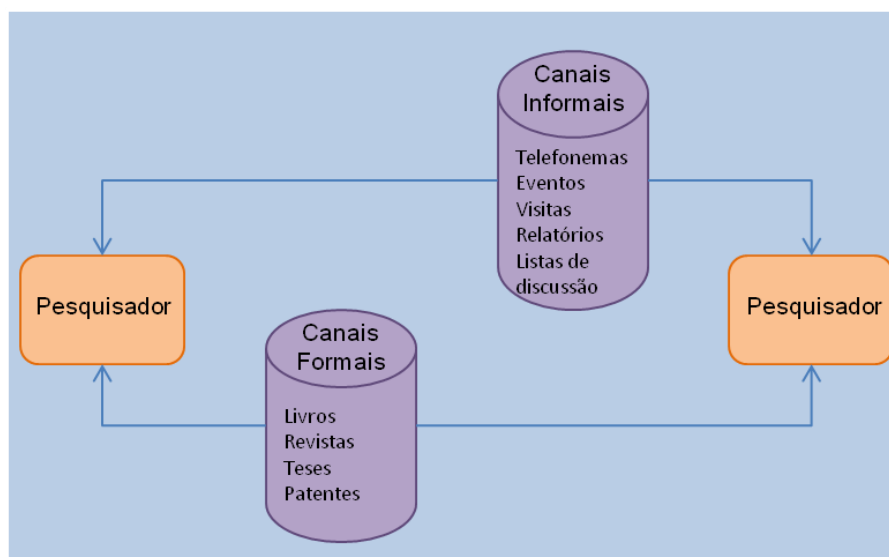 Canais
Informais
Telefonemas
Eventos
Visitas
Relatórios
Listas de
discussão
Pesquisador
Pesquisador
Canais
Formais
Livros
Revistas
Teses
Patentes